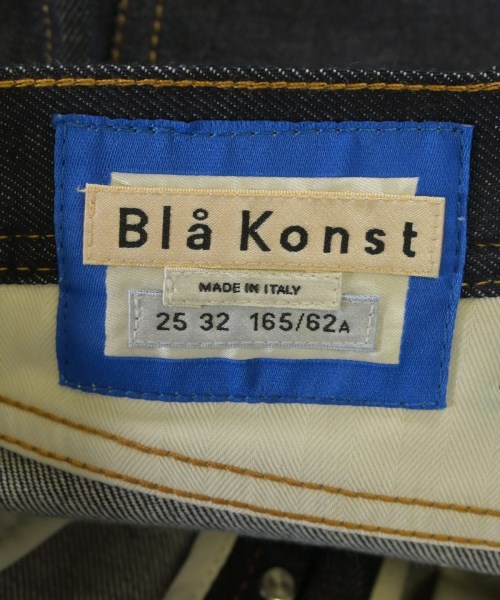 Blå Konst
MADE IN ITALY
25 32 165/62A